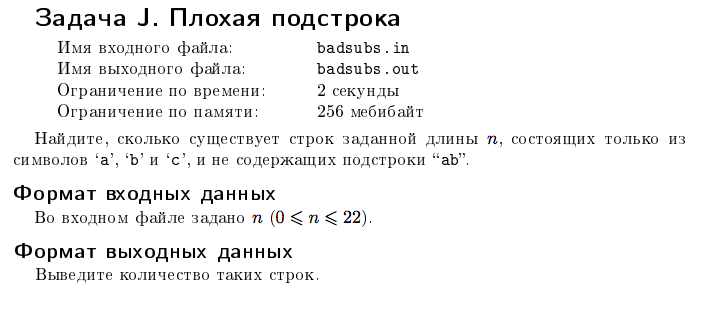 Задача J. Плохая подстрока
Имя входного файла: badsubs.in
Имя выходного файла: badsubs.out
Ограничение по времени: 2 секунды
Ограничение по памяти: 256 мебибайт
Найдите, сколько существует строк заданной длины n, состоящих только из
символов ‘a’, ‘b’ и ‘c’, и не содержащих подстроки “ab”.
Формат входных данных
Во входном файле задано n (0 ⩽ n ⩽ 22).
Формат выходных данных
Выведите количество таких строк.